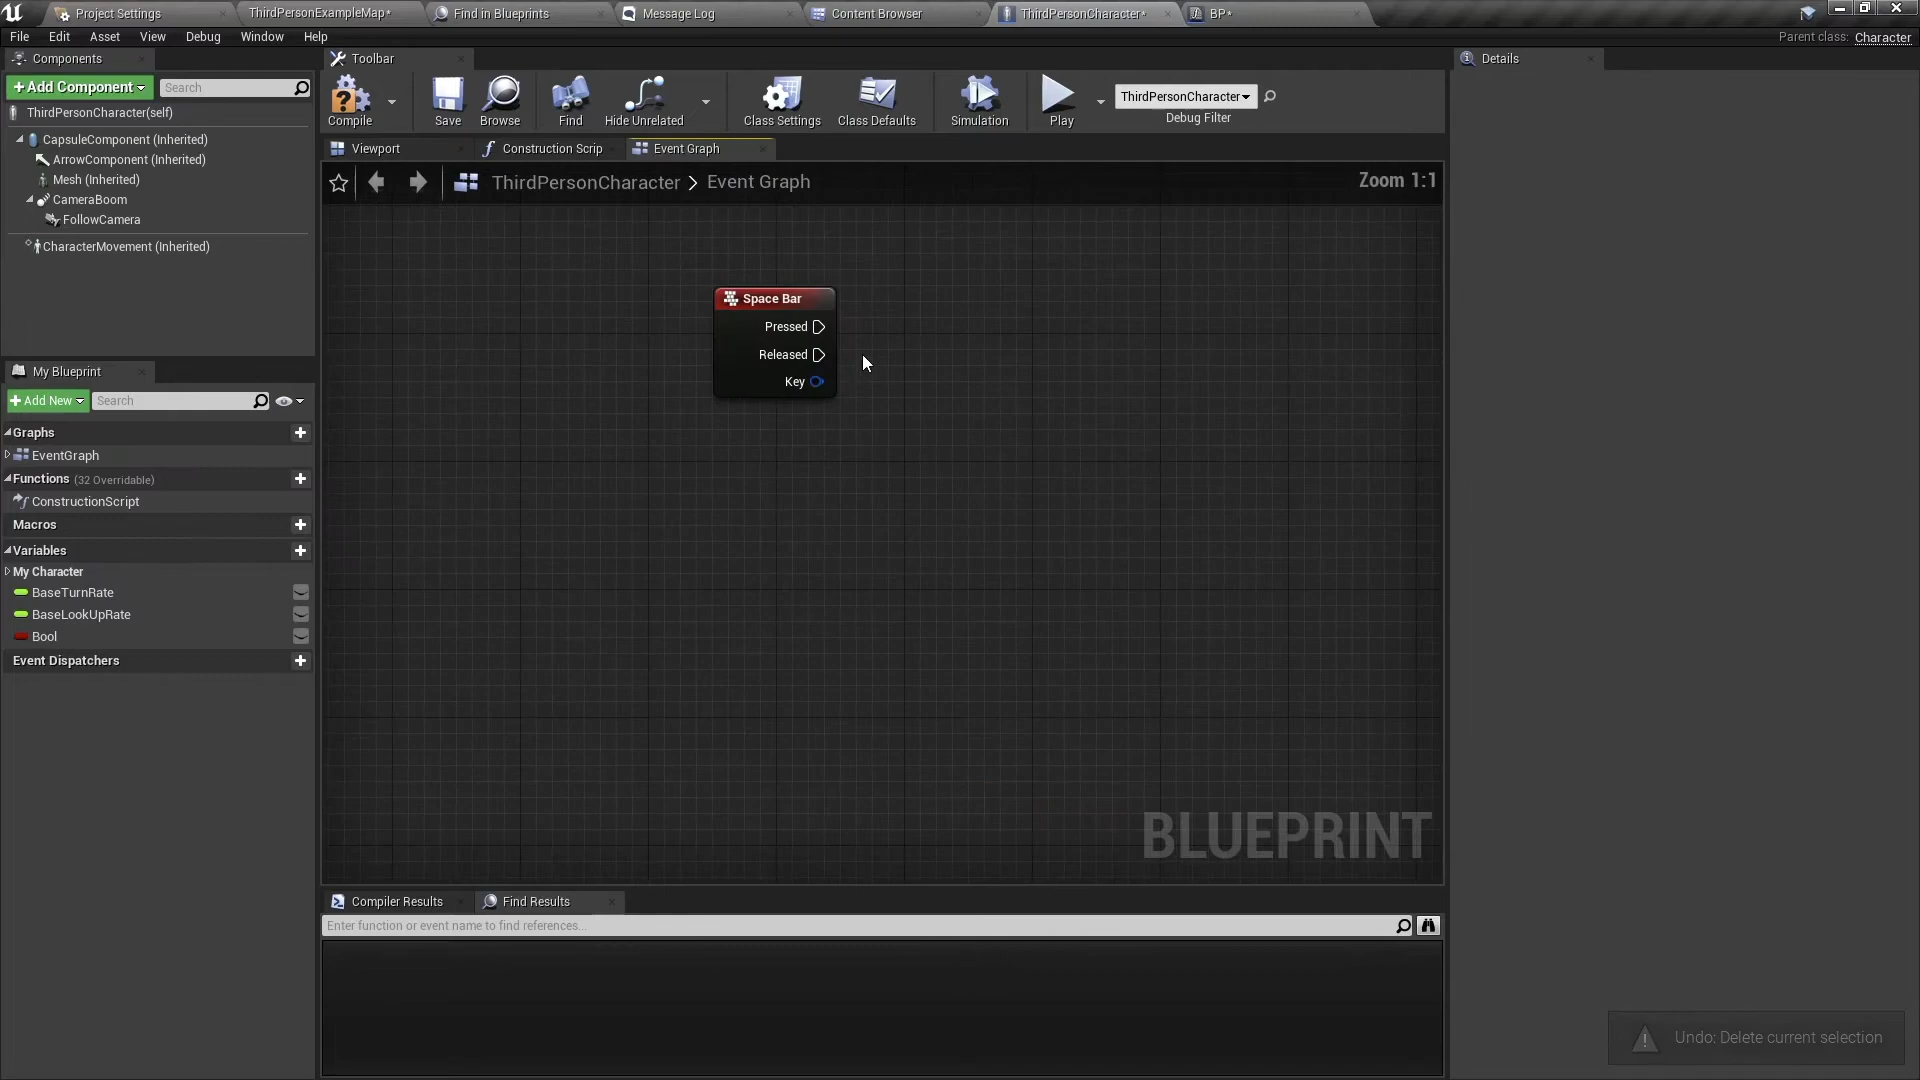 Project Settings
ThirdPersonExampleMap*
Find in Blueprints
Message Log
Content Browser
ThirdPersonCharacter*
BP*
File
Edit
Asset
View
Debug
Window
Help
Parent class: Character
Components
Toolbar
Details
+Add Component
Search
Compile
Save
Browse
Find
Hide Unrelated
Class Settings
Class Defaults
Simulation
Play
ThirdPersonCharacter
Debug Filter
ThirdPersonCharacter(self)
CapsuleComponent (Inherited)
ArrowComponent (Inherited)
Mesh (Inherited)
CameraBoom
FollowCamera
CharacterMovement (Inherited)
Viewport
Construction Scrip
Event Graph
ThirdPersonCharacter > Event Graph
Zoom 1:1
Space Bar
Pressed
Released
Key
My Blueprint
+Add New
Search
Graphs
EventGraph
Functions (32 Overridable)
ConstructionScript
Macros
Variables
My Character
BaseTurnRate
BaseLookUpRate
Bool
Event Dispatchers
BLUEPRINT
Compiler Results
Find Results
Enter function or event name to find references...
Undo: Delete current selection